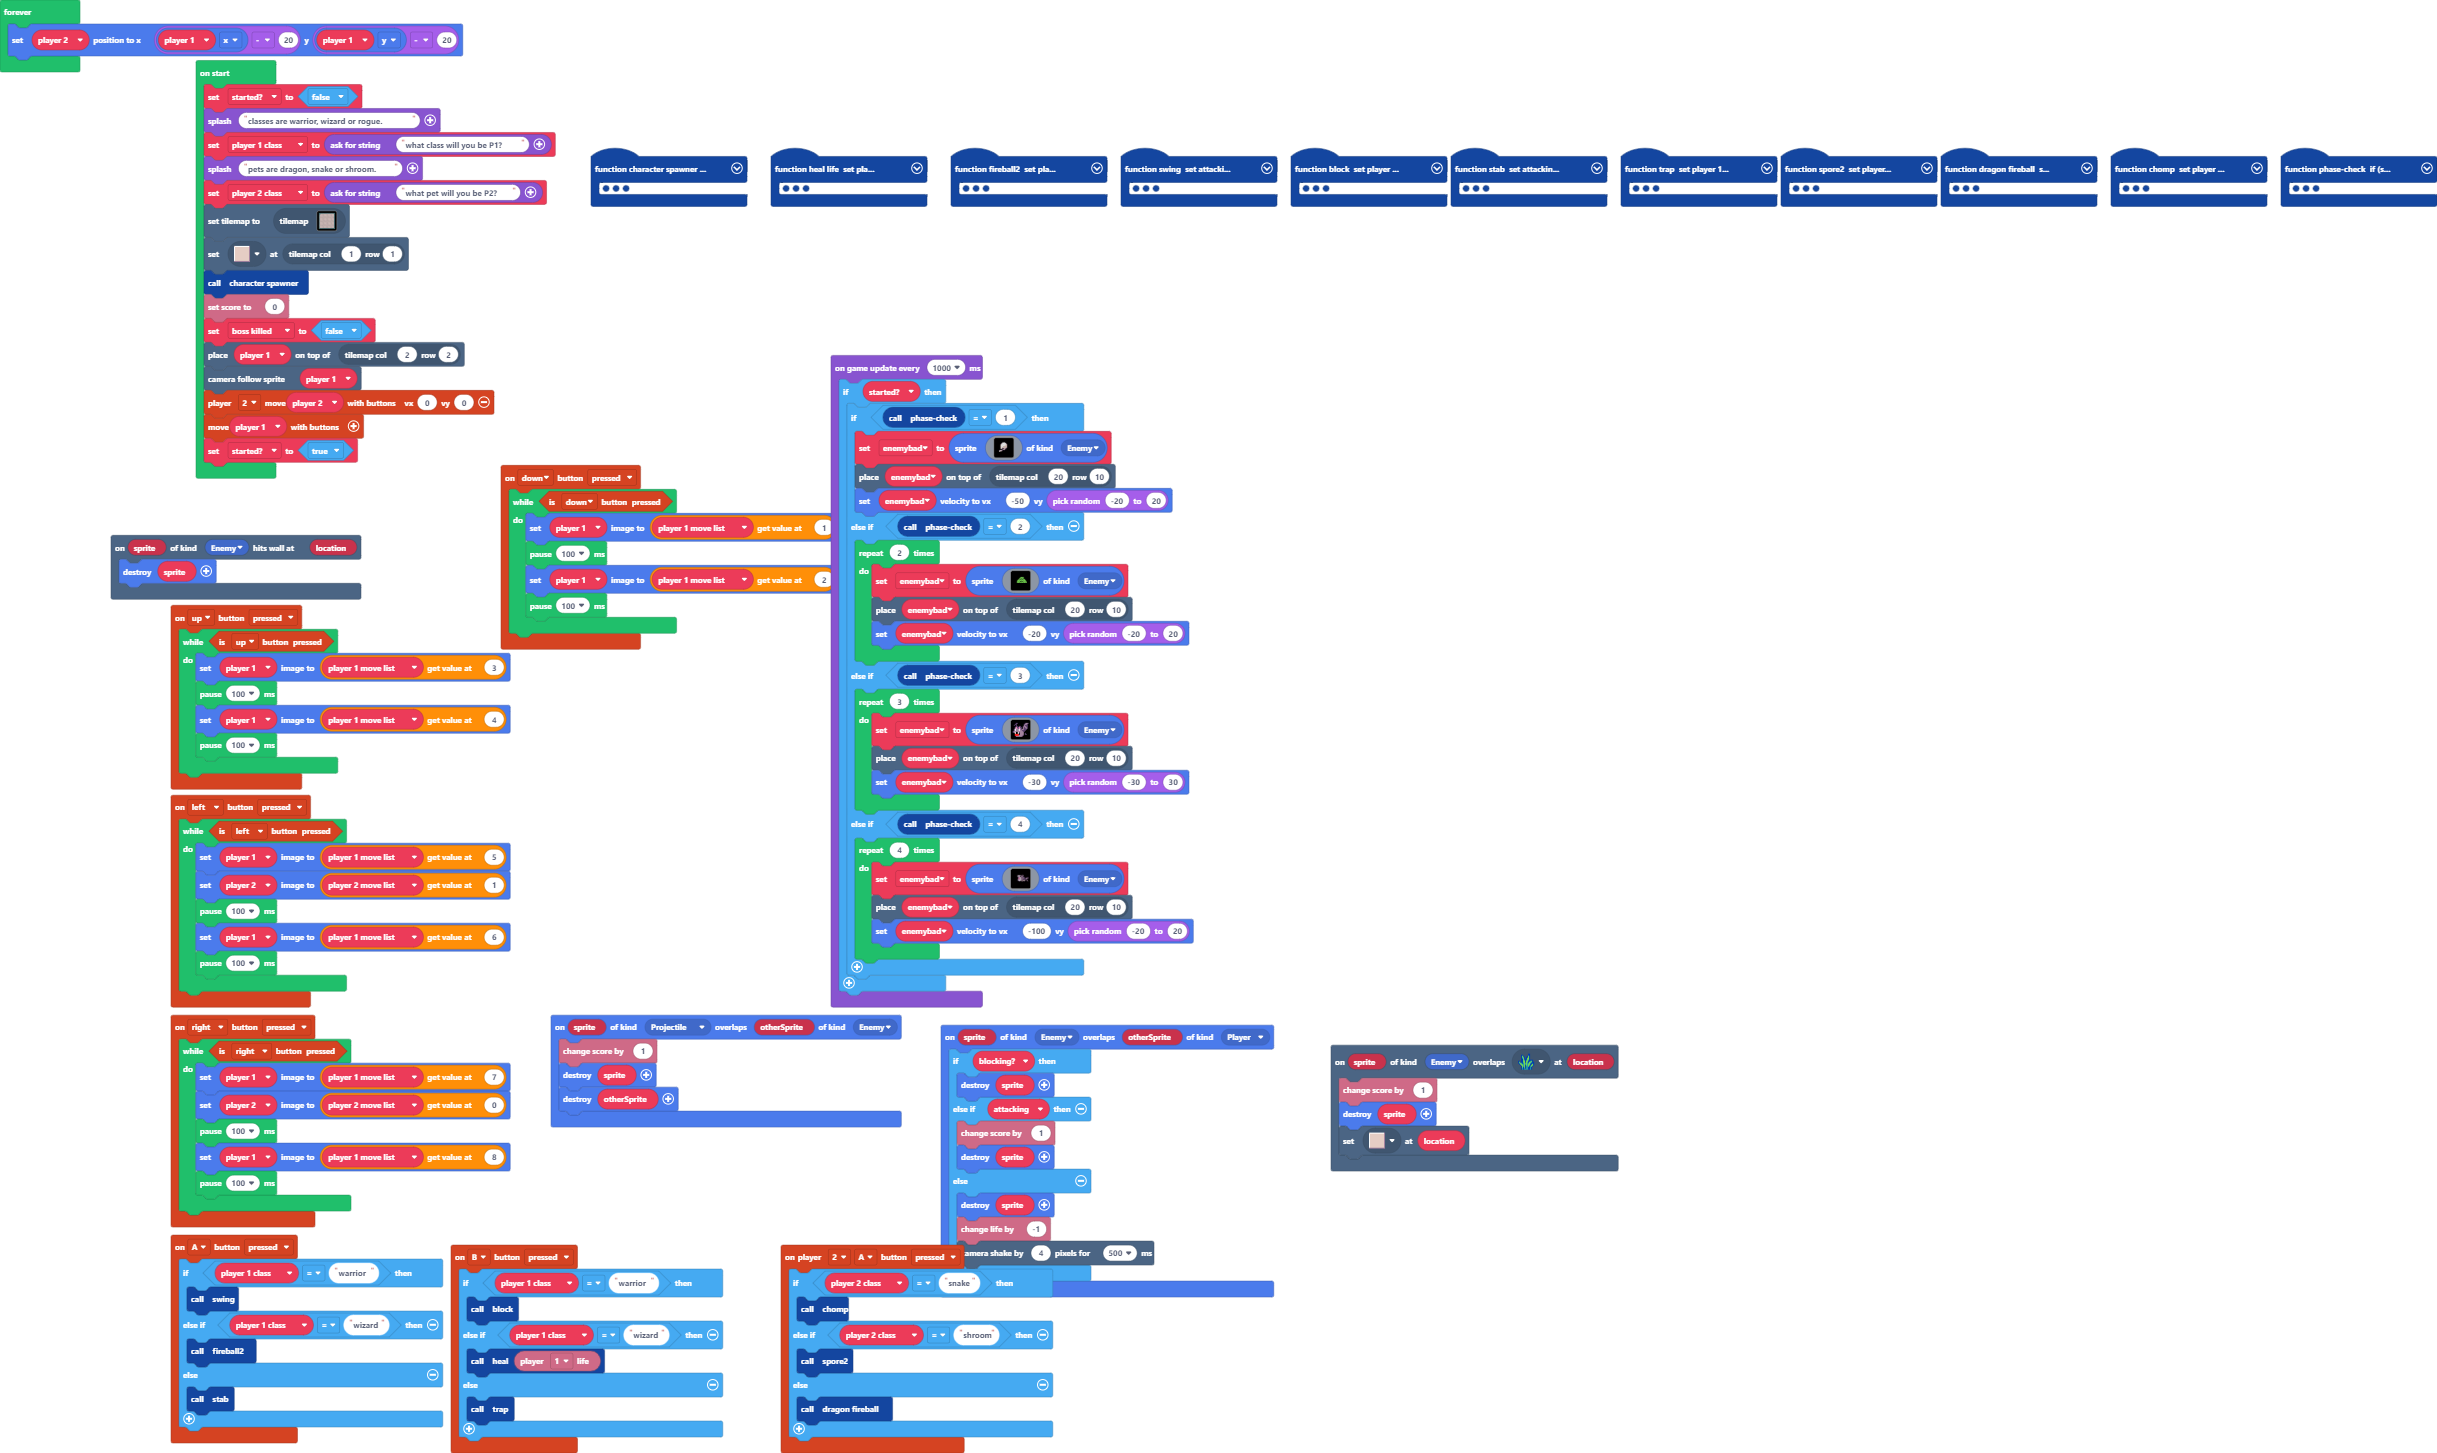 forever
set player 2 position to x player 1 x - 20 y player 1 y - 20
on start
set started? to false
splash "classes are warrior, wizard or rogue."
set player 1 class to ask for string "what class will you be P1?"
splash "pets are dragon, snake or shroom."
set player 2 class to ask for string "what pet will you be P2?"
set tilemap to tilemap
set at tilemap col 1 row 1
call character spawner
set score to 0
set boss killed to false
place player 1 on top of tilemap col 2 row 2
camera follow sprite player 1
player 2 move player 2 with buttons vx 0 vy 0
move player 1 with buttons
set started? to true
function character spawner ...
function heal life set pla...
function fireball2 set pla...
function swing set attacki...
function block set player ...
function stab set attackin...
function trap set player 1...
function spore2 set player...
function dragon fireball s...
function chomp set player ...
function phase-check if (s...
on down button pressed
while is down button pressed
do
set player 1 image to player 1 move list get value at 1
pause 100 ms
set player 1 image to player 1 move list get value at 2
pause 100 ms
on game update every 1000 ms
if started? then
if call phase-check = 1 then
set enemybad to sprite of kind Enemy
place enemybad on top of tilemap col 20 row 10
set enemybad velocity to vx -50 vy pick random -20 to 20
else if call phase-check = 2 then
repeat 2 times
do
set enemybad to sprite of kind Enemy
place enemybad on top of tilemap col 20 row 10
set enemybad velocity to vx -20 vy pick random -20 to 20
else if call phase-check = 3 then
repeat 3 times
do
set enemybad to sprite of kind Enemy
place enemybad on top of tilemap col 20 row 10
set enemybad velocity to vx -30 vy pick random -30 to 30
else if call phase-check = 4 then
repeat 4 times
do
set enemybad to sprite of kind Enemy
place enemybad on top of tilemap col 20 row 10
set enemybad velocity to vx -100 vy pick random -20 to 20
on sprite of kind Enemy hits wall at location
destroy sprite
on up button pressed
while is up button pressed
do
set player 1 image to player 1 move list get value at 3
pause 100 ms
set player 1 image to player 1 move list get value at 4
pause 100 ms
on left button pressed
while is left button pressed
do
set player 1 image to player 1 move list get value at 5
set player 2 image to player 2 move list get value at 1
pause 100 ms
set player 1 image to player 1 move list get value at 6
pause 100 ms
on right button pressed
while is right button pressed
do
set player 1 image to player 1 move list get value at 7
set player 2 image to player 2 move list get value at 0
pause 100 ms
set player 1 image to player 1 move list get value at 8
pause 100 ms
on sprite of kind Projectile overlaps otherSprite of kind Enemy
change score by 1
destroy sprite
destroy otherSprite
on sprite of kind Enemy overlaps otherSprite of kind Player
if blocking? then
destroy sprite
else if attacking then
change score by 1
destroy sprite
else
destroy sprite
change life by -1
amera shake by 4 pixels for 500 ms
on sprite of kind Enemy overlaps at location
change score by 1
destroy sprite
set at location
on A button pressed
if player 1 class = "warrior" then
call swing
else if player 1 class = "wizard" then
call fireball2
else
call stab
on B button pressed
if player 1 class = "warrior" then
call block
else if player 1 class = "wizard" then
call heal player 1 life
else
call trap
on player 2 A button pressed
if player 2 class = "snake" then
call chomp
else if player 2 class = "shroom" then
call spore2
else
call dragon fireball